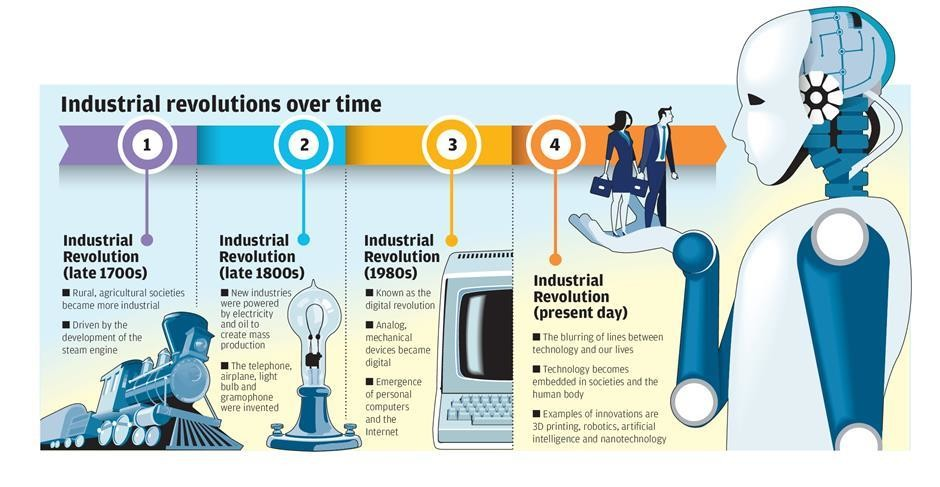 Industrial revolutions over time
1
2
3
4
Industrial
Revolution
(late 1700s)
■ Rural, agricultural societies
became more industrial
■ Driven by the
development of the
steam engine
Industrial
Revolution
(late 1800s)
■ New industries
were powered
by electricity
and oil to
create mass
production
■ The telephone,
airplane, light
bulb and
gramophone
were invented
Industrial
Revolution
(1980s)
■ Known as the
digital revolution
■ Analog,
mechanical
devices became
digital
■ Emergence
of personal
computers
and the
Internet
Industrial
Revolution
(present day)
■ The blurring of lines between
technology and our lives
■ Technology becomes
embedded in societies and the
human body
■ Examples of innovations are
3D printing, robotics, artificial
intelligence and nanotechnology